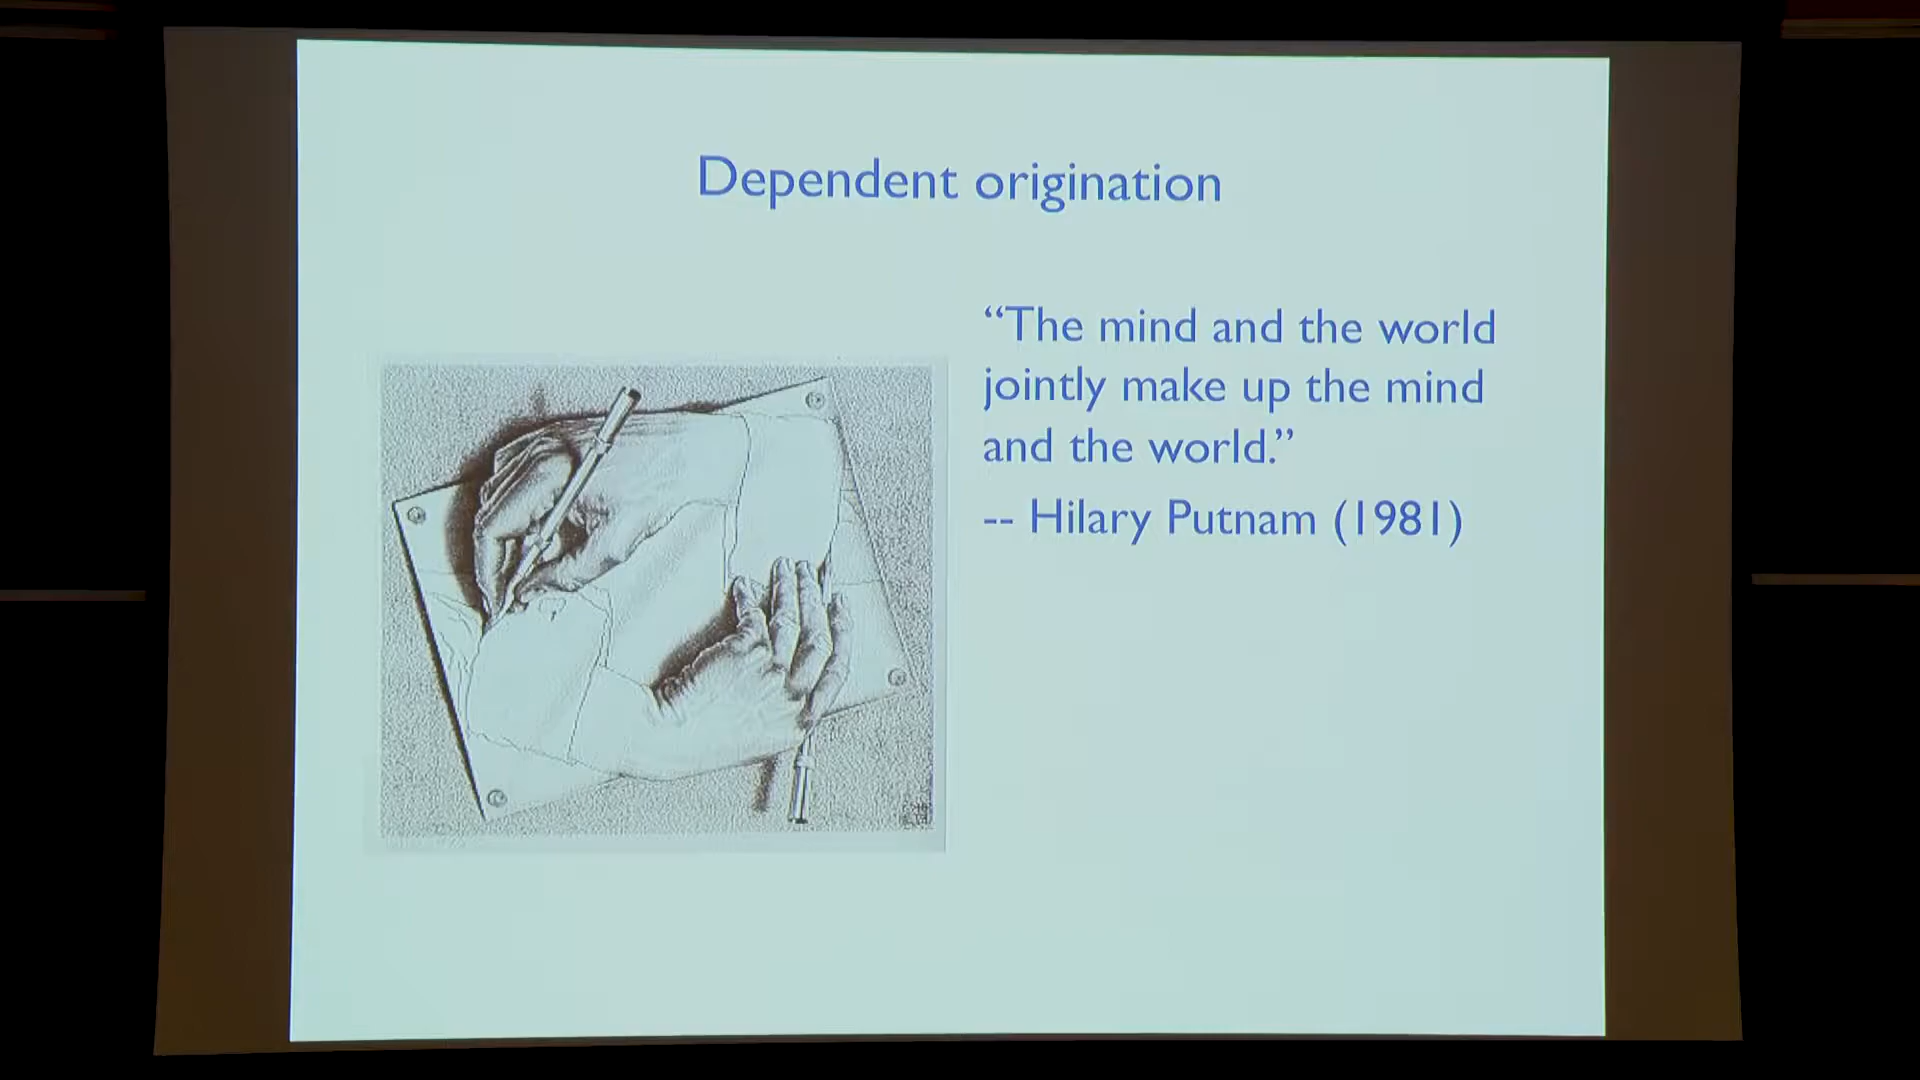 Dependent origination
“The mind and the world
jointly make up the mind
and the world.”
-- Hilary Putnam (1981)